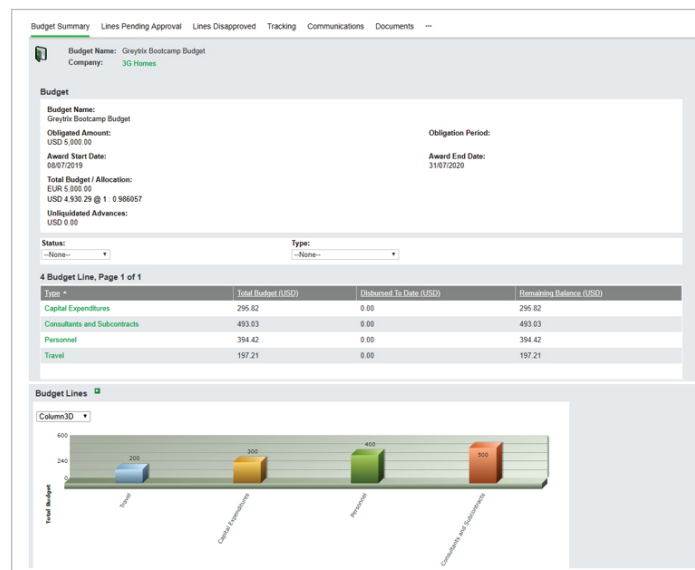 Budget Summary Lines Pending Approval Lines Disapproved Tracking Communications Documents ...
Budget Name: Greytrix Bootcamp Budget
Company: 3G Homes
Budget
Budget Name:
Greytrix Bootcamp Budget
Obligated Amount: Obligation Period:
USD 5,000.00
Award Start Date: Award End Date:
08/07/2019 31/07/2020
Total Budget / Allocation:
EUR 5,000.00
USD 4,930.29 @ 1 : 0.986057
Unliquidated Advances:
USD 0.00
Status: Type:
--None-- --None--
4 Budget Line, Page 1 of 1
Type Total Budget (USD) Disbursed To Date (USD) Remaining Balance (USD)
Capital Expenditures 295.82 0.00 295.82
Consultants and Subcontracts 493.03 0.00 493.03
Personnel 394.42 0.00 394.42
Travel 197.21 0.00 197.21
Budget Lines
Column3D
600
240
0
200 300 400 500
Total Budget
Travel Capital Expenditures Personnel Consultants and Subcontracts